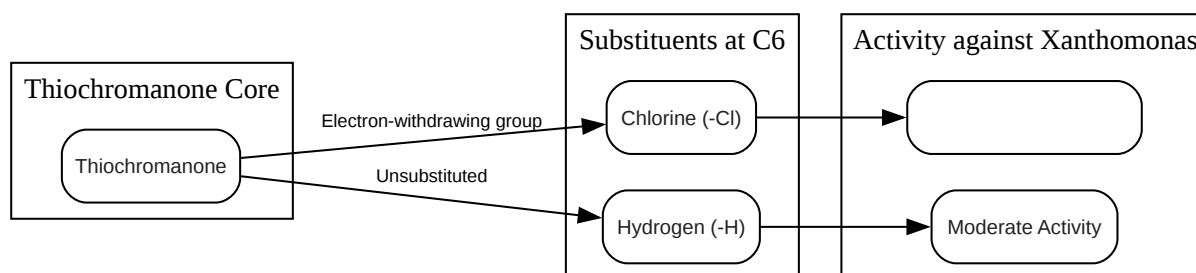 Thiochromanone Core
Thiochromanone
Electron-withdrawing group
Unsubstituted
Substituents at C6
Chlorine (-Cl)
Hydrogen (-H)
Activity against Xanthomonas
Moderate Activity